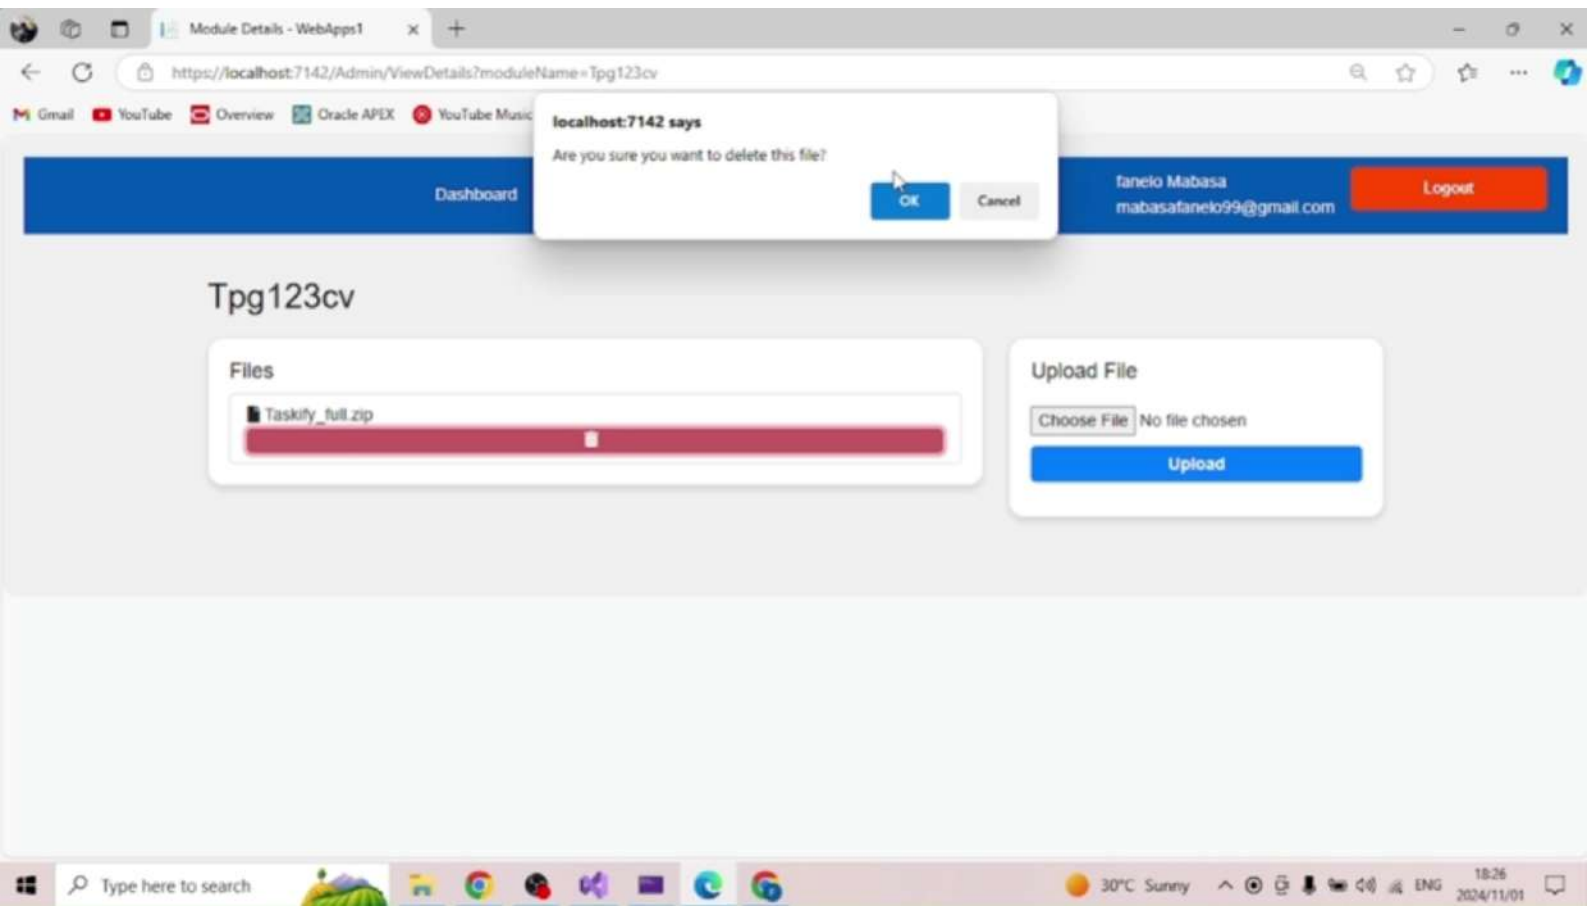 Module Details - WebApps1
https://localhost:7142/Admin/ViewDetails?moduleName=Tpg123cv
Gmail YouTube Overview Oracle APEX YouTube Music
localhost:7142 says
Are you sure you want to delete this file?
OK Cancel
Dashboard
fanelo Mabasa
mabasafanelo99@gmail.com
Logout
Tpg123cv
Files
Taskify_full.zip
Upload File
Choose File No file chosen
Upload
Type here to search
30°C Sunny
ENG
18:26
2024/11/01